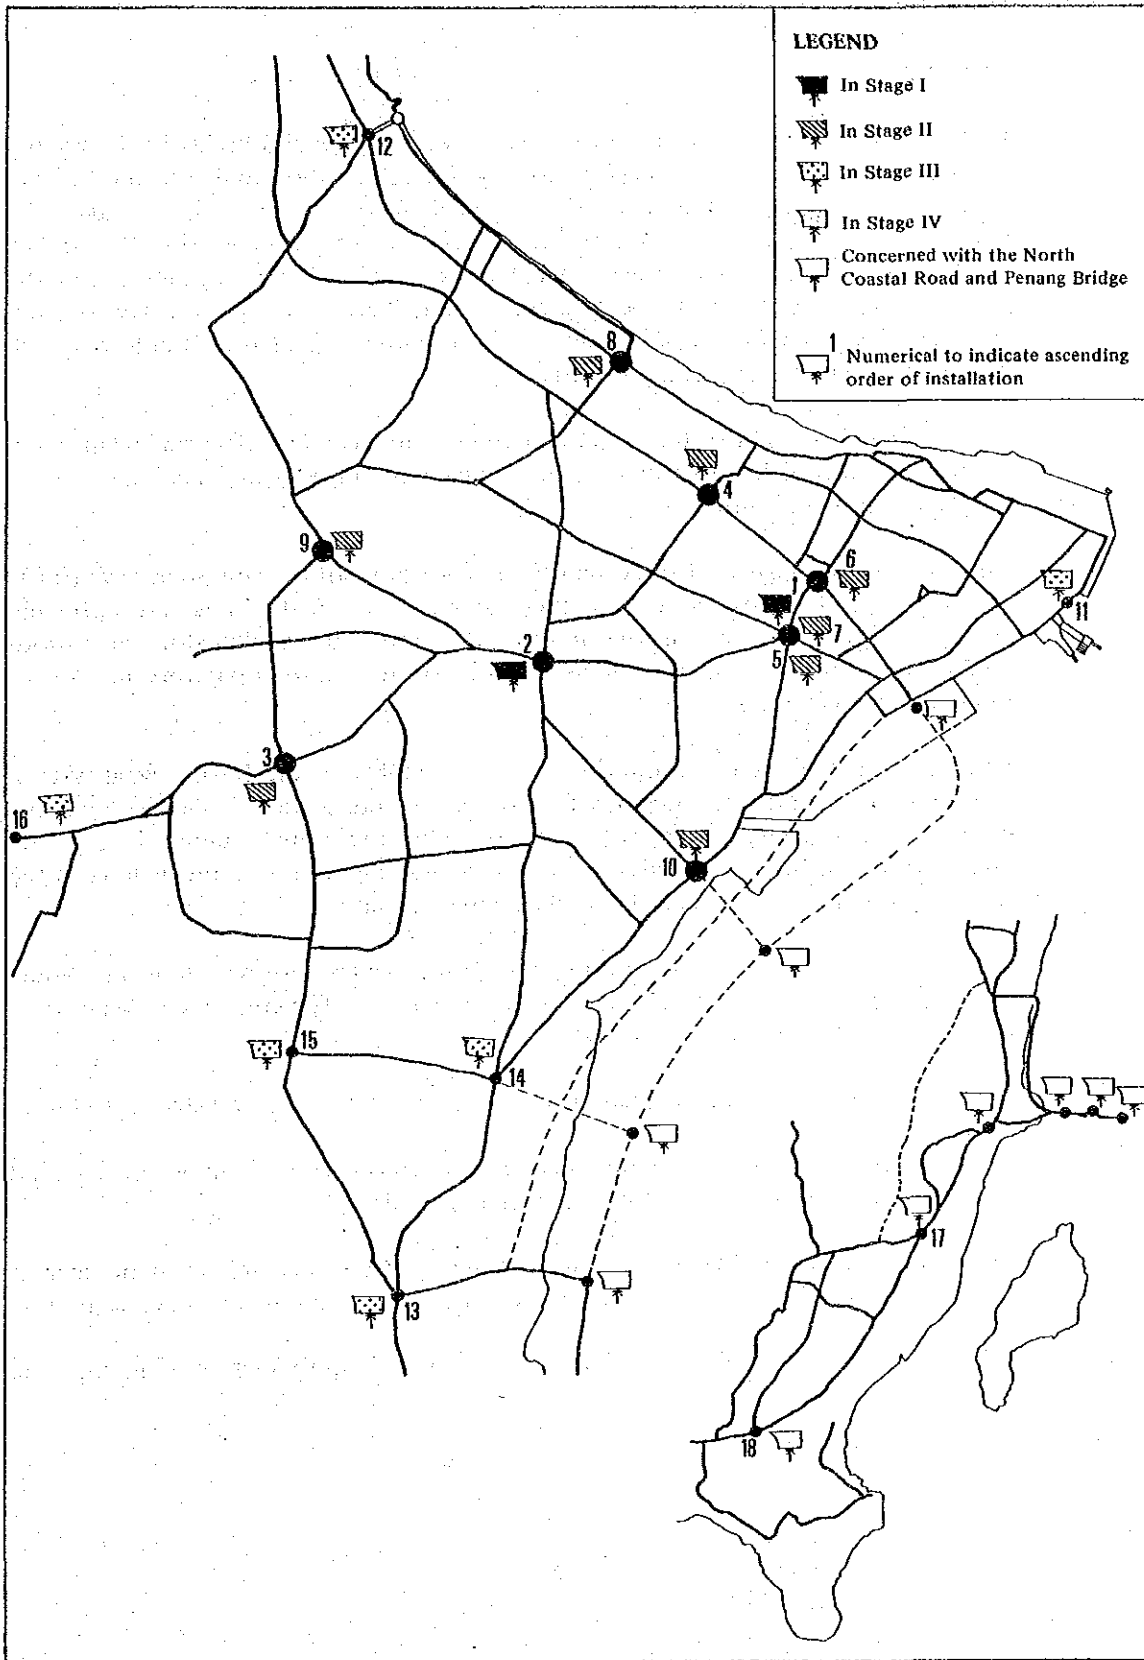 LEGEND
In Stage I
In Stage II
In Stage III
In Stage IV
Concerned with the North
Coastal Road and Penang Bridge
1
Numerical to indicate ascending
order of installation
12
8
4
9
6
1
11
7
2
5
3
16
10
15
14
17
13
18